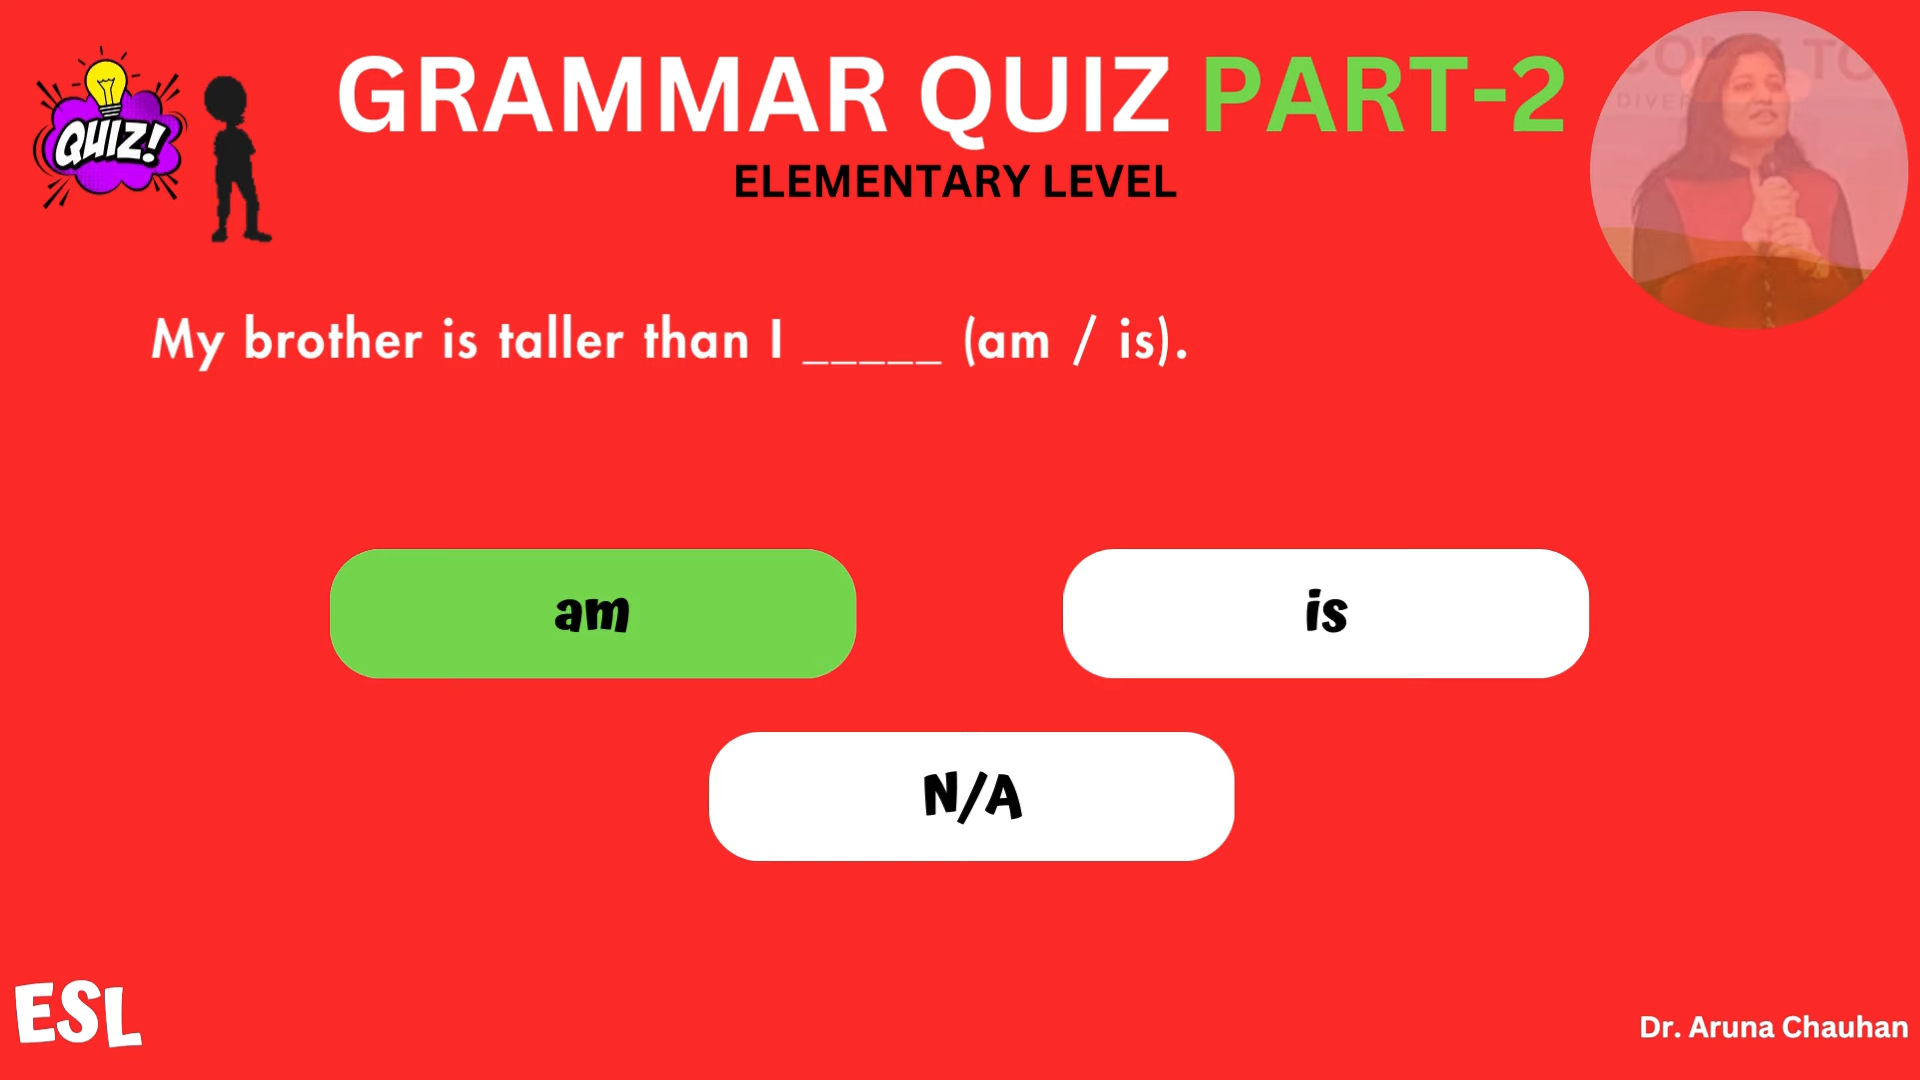 QUIZ!
GRAMMAR QUIZ PART-2
ELEMENTARY LEVEL
My brother is taller than I _____ (am / is).
am
is
N/A
ESL
Dr. Aruna Chauhan